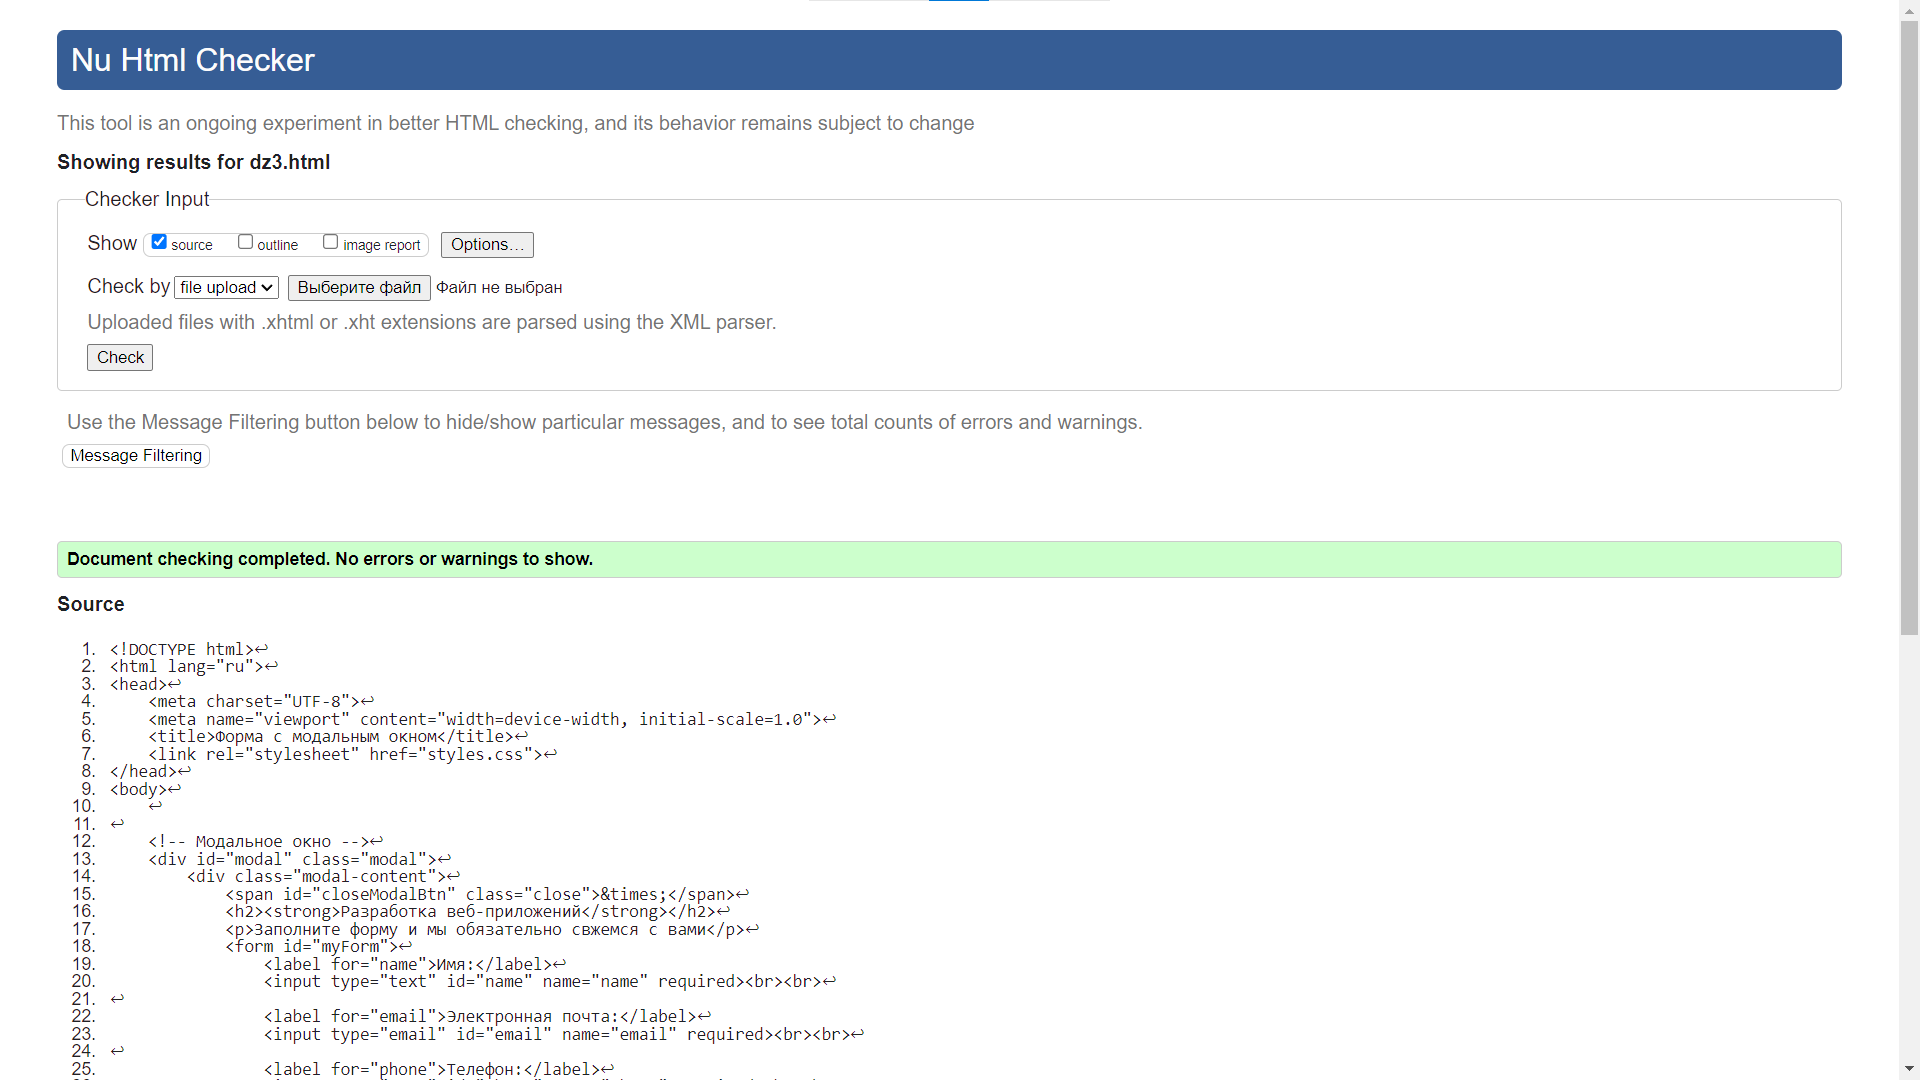 Nu Html Checker
This tool is an ongoing experiment in better HTML checking, and its behavior remains subject to change
Showing results for dz3.html
Checker Input
Show source outline image report Options...
Check by file upload Выберите файл Файл не выбран
Uploaded files with .xhtml or .xht extensions are parsed using the XML parser.
Check
Use the Message Filtering button below to hide/show particular messages, and to see total counts of errors and warnings.
Message Filtering
Document checking completed. No errors or warnings to show.
Source
1. <!DOCTYPE html>↩
2. <html lang="ru">↩
3. <head>↩
4. <meta charset="UTF-8">↩
5. <meta name="viewport" content="width=device-width, initial-scale=1.0">↩
6. <title>Форма с модальным окном</title>↩
7. <link rel="stylesheet" href="styles.css">↩
8. </head>↩
9. <body>↩
10. ↩
11. ↩
12. <!-- Модальное окно -->↩
13. <div id="modal" class="modal">↩
14. <div class="modal-content">↩
15. <span id="closeModalBtn" class="close">&times;</span>↩
16. <h2><strong>Разработка веб-приложений</strong></h2>↩
17. <p>Заполните форму и мы обязательно свжемся с вами</p>↩
18. <form id="myForm">↩
19. <label for="name">Имя:</label>↩
20. <input type="text" id="name" name="name" required><br><br>↩
21. ↩
22. <label for="email">Электронная почта:</label>↩
23. <input type="email" id="email" name="email" required><br><br>↩
24. ↩
25. <label for="phone">Телефон:</label>↩